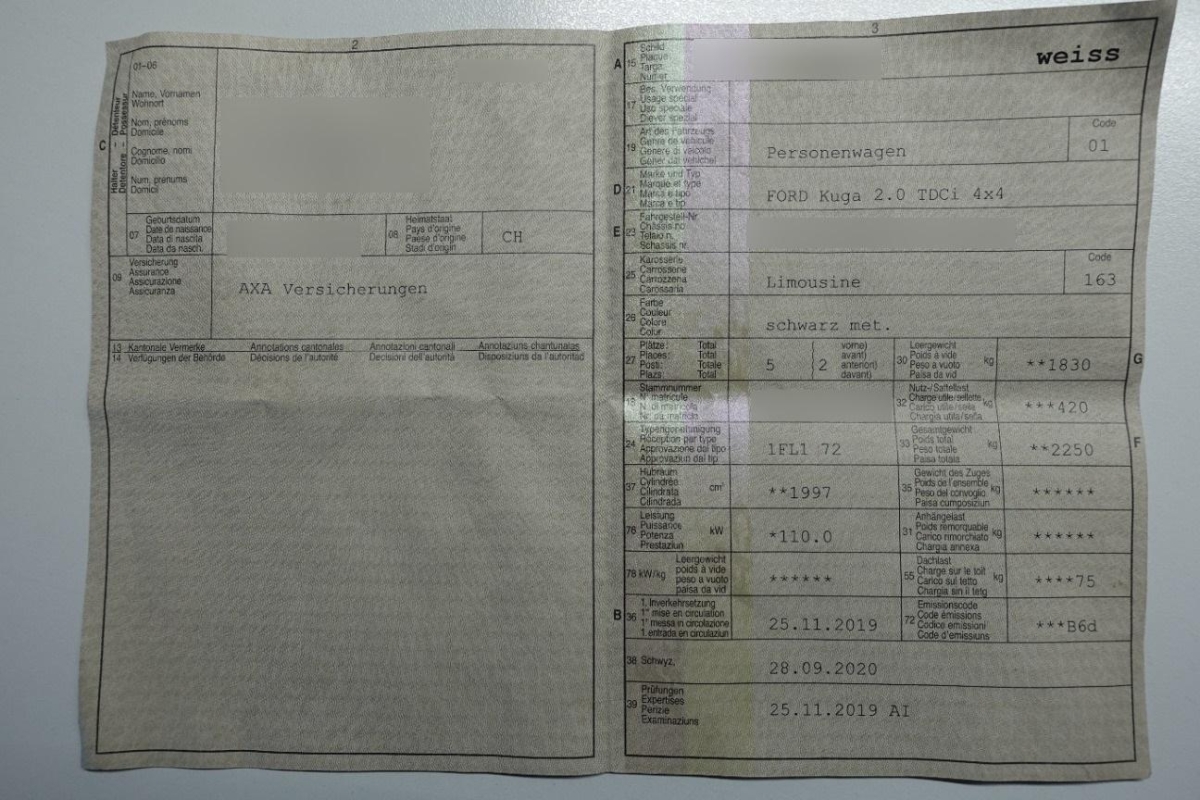 2
01-06
Halter - Détenteur
Detentore - Possessur
C
Name, Vornamen
Wohnort
Nom, prénoms
Domicile
Cognome, nomi
Domicilio
Num, prenums
Domicil
07
Geburtsdatum
Date de naissance
Data di nascita
Data da nasch.
08
Heimatstaat
Pays d'origine
Paese d'origine
Stadi d'origin
CH
09
Versicherung
Assurance
Assicurazione
Assicuranza
AXA Versicherungen
13 Kantonale Vermerke Annotations cantonales Annotazioni cantonali Annotaziuns chantunalas
14 Verfügungen der Behörde Décisions de l'autorité Decisioni dell'autorità Disposiziuns da l'autoritad
3
A 15
Schild
Plaque
Targa
Numer
weiss
17
Bes. Verwendung
Usage spécial
Uso speciale
Diever spezial
19
Art des Fahrzeugs
Genre de véhicule
Genere di veicolo
Gener dal vehichel
Personenwagen
Code
01
D 21
Marke und Typ
Marque et type
Marca e tipo
Marca e tip
FORD Kuga 2.0 TDCi 4x4
E 23
Fahrgestell-Nr.
Châssis no
Telaio n.
Schassis nr.
25
Karosserie
Carrosserie
Carrozzeria
Carossaria
Limousine
Code
163
26
Farbe
Couleur
Colore
Color
schwarz met.
27
Plätze: Total
Places: Total
Posti: Totale
Plazs: Total
5
2
vorne)
avant)
anteriori)
davant)
30
Leergewicht
Poids à vide
Peso a vuoto
Paisa da vid
kg
**1830
G
18
Stammnummer
N° matricule
N° di matricola
Nr. da matricla
32
Nutz-/Sattellast
Charge utile/sellette
Carico utile/sella
Chargia utila/sella
kg
***420
24
Typengenehmigung
Réception par type
Approvazione del tipo
Approvaziun dal tip
1FL1 72
33
Gesamtgewicht
Poids total
Peso totale
Paisa totala
kg
**2250
F
37
Hubraum
Cylindrée
Cilindrata
Cilindrada
cm³
**1997
35
Gewicht des Zuges
Poids de l'ensemble
Peso del convoglio
Paisa cumposiziun
kg
******
76
Leistung
Puissance
Potenza
Prestaziun
kW
*110.0
31
Anhängelast
Poids remorquable
Carico rimorchiato
Chargia annexa
kg
******
78 kW/kg
Leergewicht
poids à vide
peso a vuoto
paisa da vid
******
55
Dachlast
Charge sur le toit
Carico sul tetto
Chargia sin il tetg
kg
****75
B 36
1. Inverkehrsetzung
1re mise en circulation
1a messa in circolazione
1. entrada en circulaziun
25.11.2019
72
Emissionscode
Code émissions
Codice emissioni
Code d'emissiuns
***B6d
38 Schwyz,
28.09.2020
39
Prüfungen
Expertises
Perizie
Examinaziuns
25.11.2019 AI